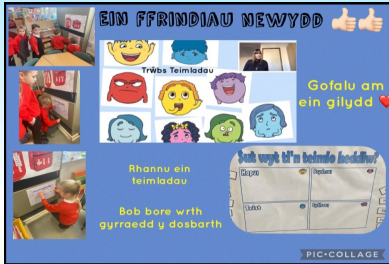 EIN FFRINDIAU NEWYDD
Trwbs Teimladau
Gofalu am
ein gilydd
Rhannu ein
teimladau
Bob bore wrth
gyrraedd y dosbarth
Sut wyt ti'n teimlo heddiw?
Hapus
Trist
PIC•COLLAGE